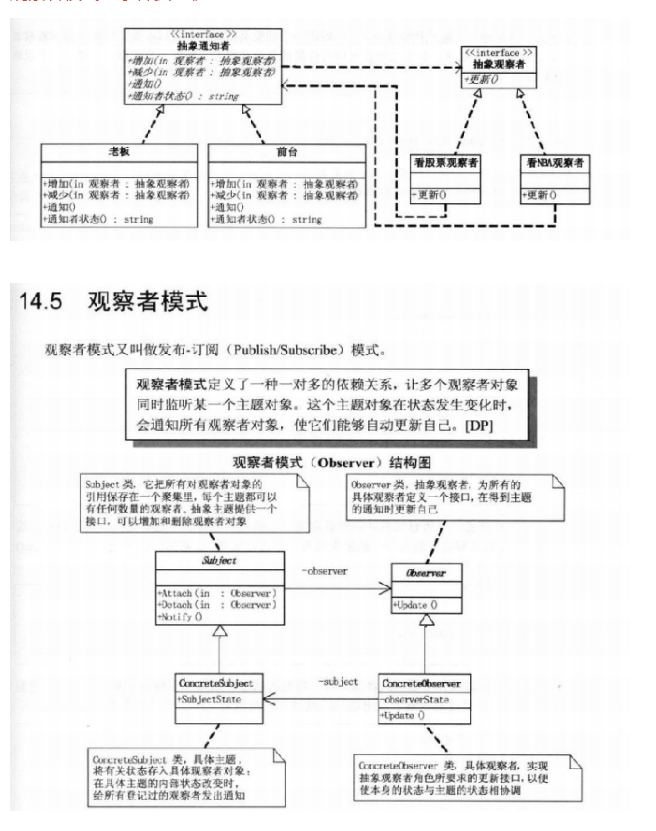 <<interface>>
抽象通知者
+增加(in 观察者 : 抽象观察者)
+减少(in 观察者 : 抽象观察者)
+通知()
+通知者状态() : string
<<interface>>
抽象观察者
+更新()
老板
+增加(in 观察者 : 抽象观察者)
+减少(in 观察者 : 抽象观察者)
+通知()
+通知者状态() : string
前台
+增加(in 观察者 : 抽象观察者)
+减少(in 观察者 : 抽象观察者)
+通知()
+通知者状态() : string
看股票观察者
+更新()
看NBA观察者
+更新()
14.5 观察者模式
观察者模式又叫做发布-订阅（Publish/Subscribe）模式。
观察者模式定义了一种一对多的依赖关系，让多个观察者对象
同时监听某一个主题对象。这个主题对象在状态发生变化时，
会通知所有观察者对象，使它们能够自动更新自己。[DP]
观察者模式（Observer）结构图
Subject 类，它把所有对观察者对象的
引用保存在一个聚集里，每个主题都可以
有任何数量的观察者。抽象主题提供一个
接口，可以增加和删除观察者对象
Observer 类，抽象观察者，为所有的
具体观察者定义一个接口，在得到主题
的通知时更新自己
Subject
+Attach(in : Observer)
+Detach(in : Observer)
+Notify()
-observer
Observer
+Update()
ConcreteSubject
+SubjectState
-subject
ConcreteObserver
-observerState
+Update()
ConcreteSubject 类，具体主题，
将有关状态存入具体观察者对象；
在具体主题的内部状态改变时，
给所有登记过的观察者发出通知
ConcreteObserver 类，具体观察者，实现
抽象观察者角色所要求的更新接口，以便
使本身的状态与主题的状态相协调